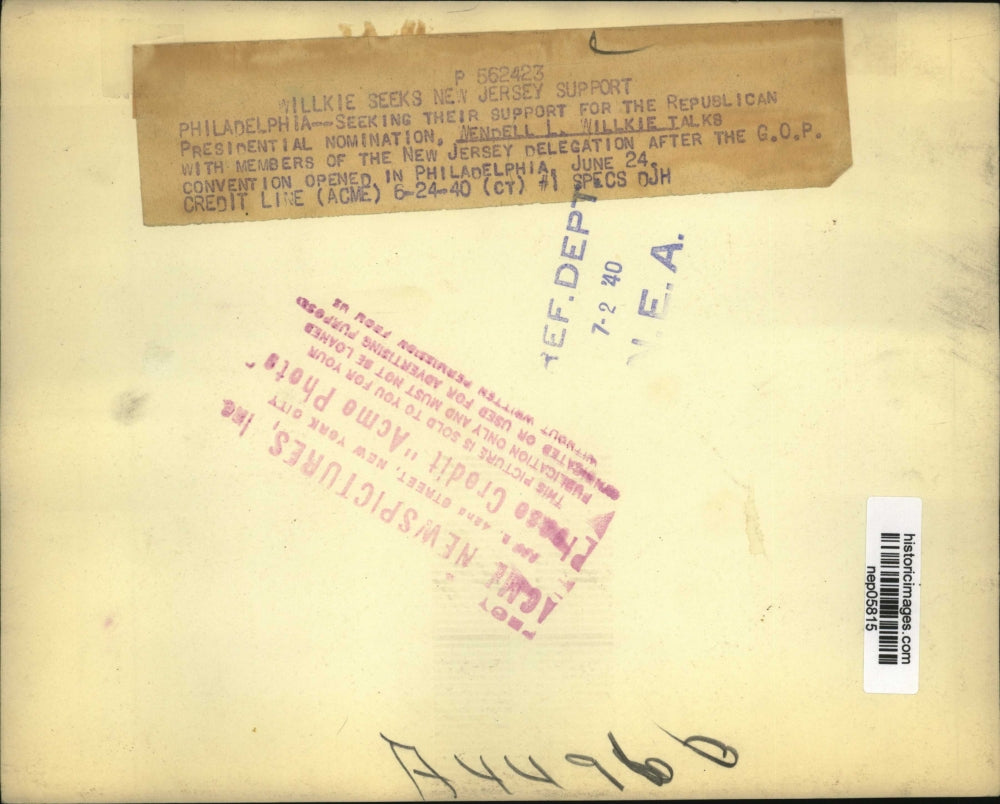 P 562423
WILLKIE SEEKS NEW JERSEY SUPPORT
PHILADELPHIA--SEEKING THEIR SUPPORT FOR THE REPUBLICAN
PRESIDENTIAL NOMINATION, WENDELL L. WILLKIE TALKS
WITH MEMBERS OF THE NEW JERSEY DELEGATION AFTER THE G.O.P.
CONVENTION OPENED IN PHILADELPHIA, JUNE 24.
CREDIT LINE (ACME) 6-24-40 (CT) #1 SPECS DJH
REF. DEPT.
7-2 '40
N.E.A.
ACME NEWSPICTURES, Inc.
42nd STREET, NEW YORK CITY
Please Credit "Acme Photo"
THIS PICTURE IS SOLD TO YOU FOR YOUR
PUBLICATION ONLY AND MUST NOT BE LOANED
OR USED FOR ADVERTISING PURPOSES
WITHOUT WRITTEN PERMISSION FROM US
historicimages.com
nep05815